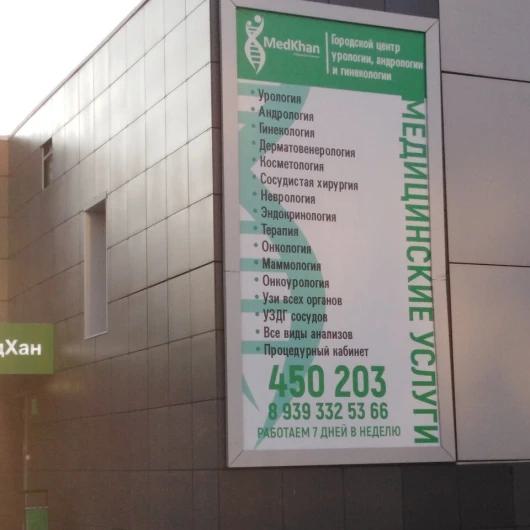 MedKhan
Городской центр
урологии, андрологии
и гинекологии
МЕДИЦИНСКИЕ УСЛУГИ
• Урология
• Андрология
• Гинекология
• Дерматовенерология
• Косметология
• Сосудистая хирургия
• Неврология
• Эндокринология
• Терапия
• Онкология
• Маммология
• Онкоурология
• Узи всех органов
• УЗДГ сосудов
• Все виды анализов
• Процедурный кабинет
450 203
8 939 332 53 66
РАБОТАЕМ 7 ДНЕЙ В НЕДЕЛЮ
дХан